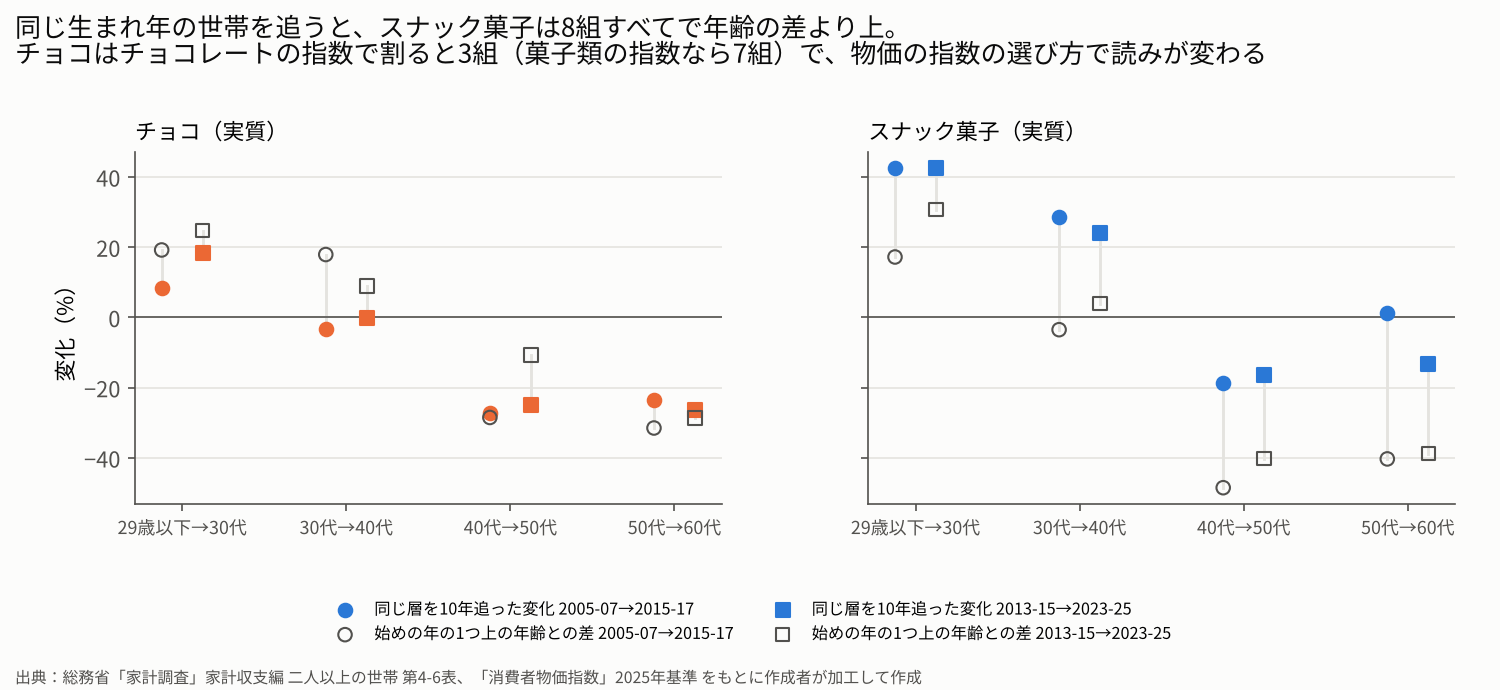 同じ生まれ年の世帯を追うと、スナック菓子は8組すべてで年齢の差より上。
チョコはチョコレートの指数で割ると3組（菓子類の指数なら7組）で、物価の指数の選び方で読みが変わる
チョコ（実質）
スナック菓子（実質）
変化（%）
40
20
0
−20
−40
29歳以下→30代
30代→40代
40代→50代
50代→60代
29歳以下→30代
30代→40代
40代→50代
50代→60代
同じ層を10年追った変化 2005-07→2015-17
始めの年の1つ上の年齢との差 2005-07→2015-17
同じ層を10年追った変化 2013-15→2023-25
始めの年の1つ上の年齢との差 2013-15→2023-25
出典：総務省「家計調査」家計収支編 二人以上の世帯 第4-6表、「消費者物価指数」2025年基準 をもとに作成者が加工して作成